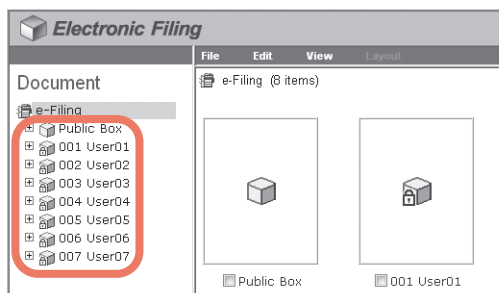 Electronic Filing
File Edit View Layout
Document
e-Filing
Public Box
001 User01
002 User02
003 User03
004 User04
005 User05
006 User06
007 User07
e-Filing (8 items)
Public Box
001 User01